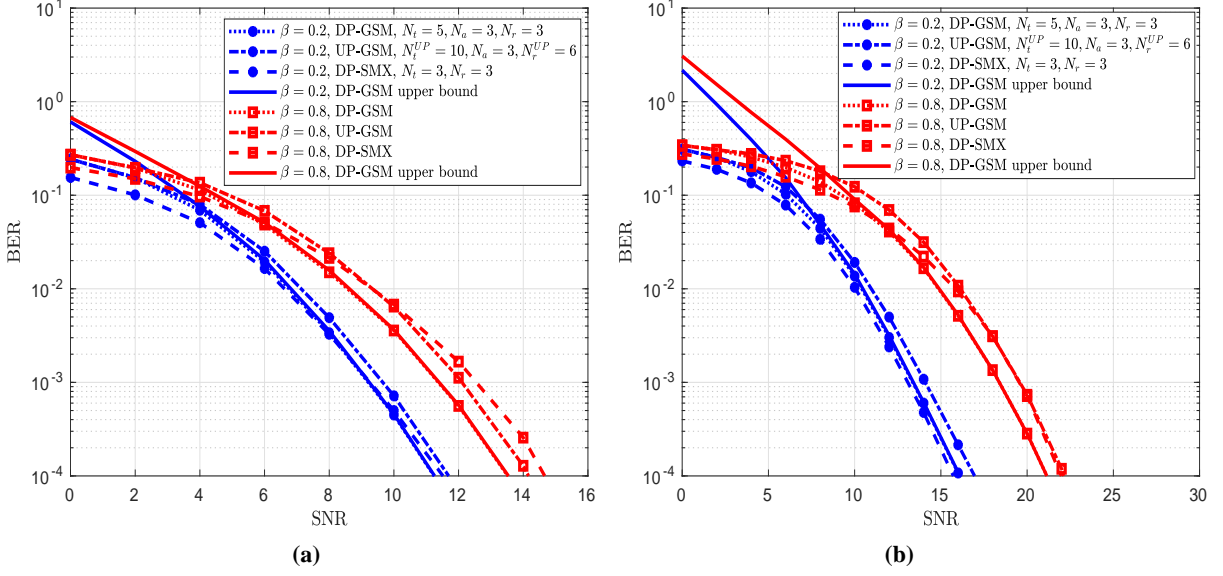 β = 0.2, DP-GSM, N_t = 5, N_a = 3, N_r = 3
β = 0.2, UP-GSM, N_t^{UP} = 10, N_a = 3, N_r^{UP} = 6
β = 0.2, DP-SMX, N_t = 3, N_r = 3
β = 0.2, DP-GSM upper bound
β = 0.8, DP-GSM
β = 0.8, UP-GSM
β = 0.8, DP-SMX
β = 0.8, DP-GSM upper bound
10^2
10^1
10^0
10^{-1}
10^{-2}
10^{-3}
10^{-4}
BER
0 2 4 6 8 10 12 14 16
SNR
(a)
β = 0.2, DP-GSM, N_t = 5, N_a = 3, N_r = 3
β = 0.2, UP-GSM, N_t^{UP} = 10, N_a = 3, N_r^{UP} = 6
β = 0.2, DP-SMX, N_t = 3, N_r = 3
β = 0.2, DP-GSM upper bound
β = 0.8, DP-GSM
β = 0.8, UP-GSM
β = 0.8, DP-SMX
β = 0.8, DP-GSM upper bound
10^1
10^0
10^{-1}
10^{-2}
10^{-3}
10^{-4}
BER
0 5 10 15 20 25 30
SNR
(b)